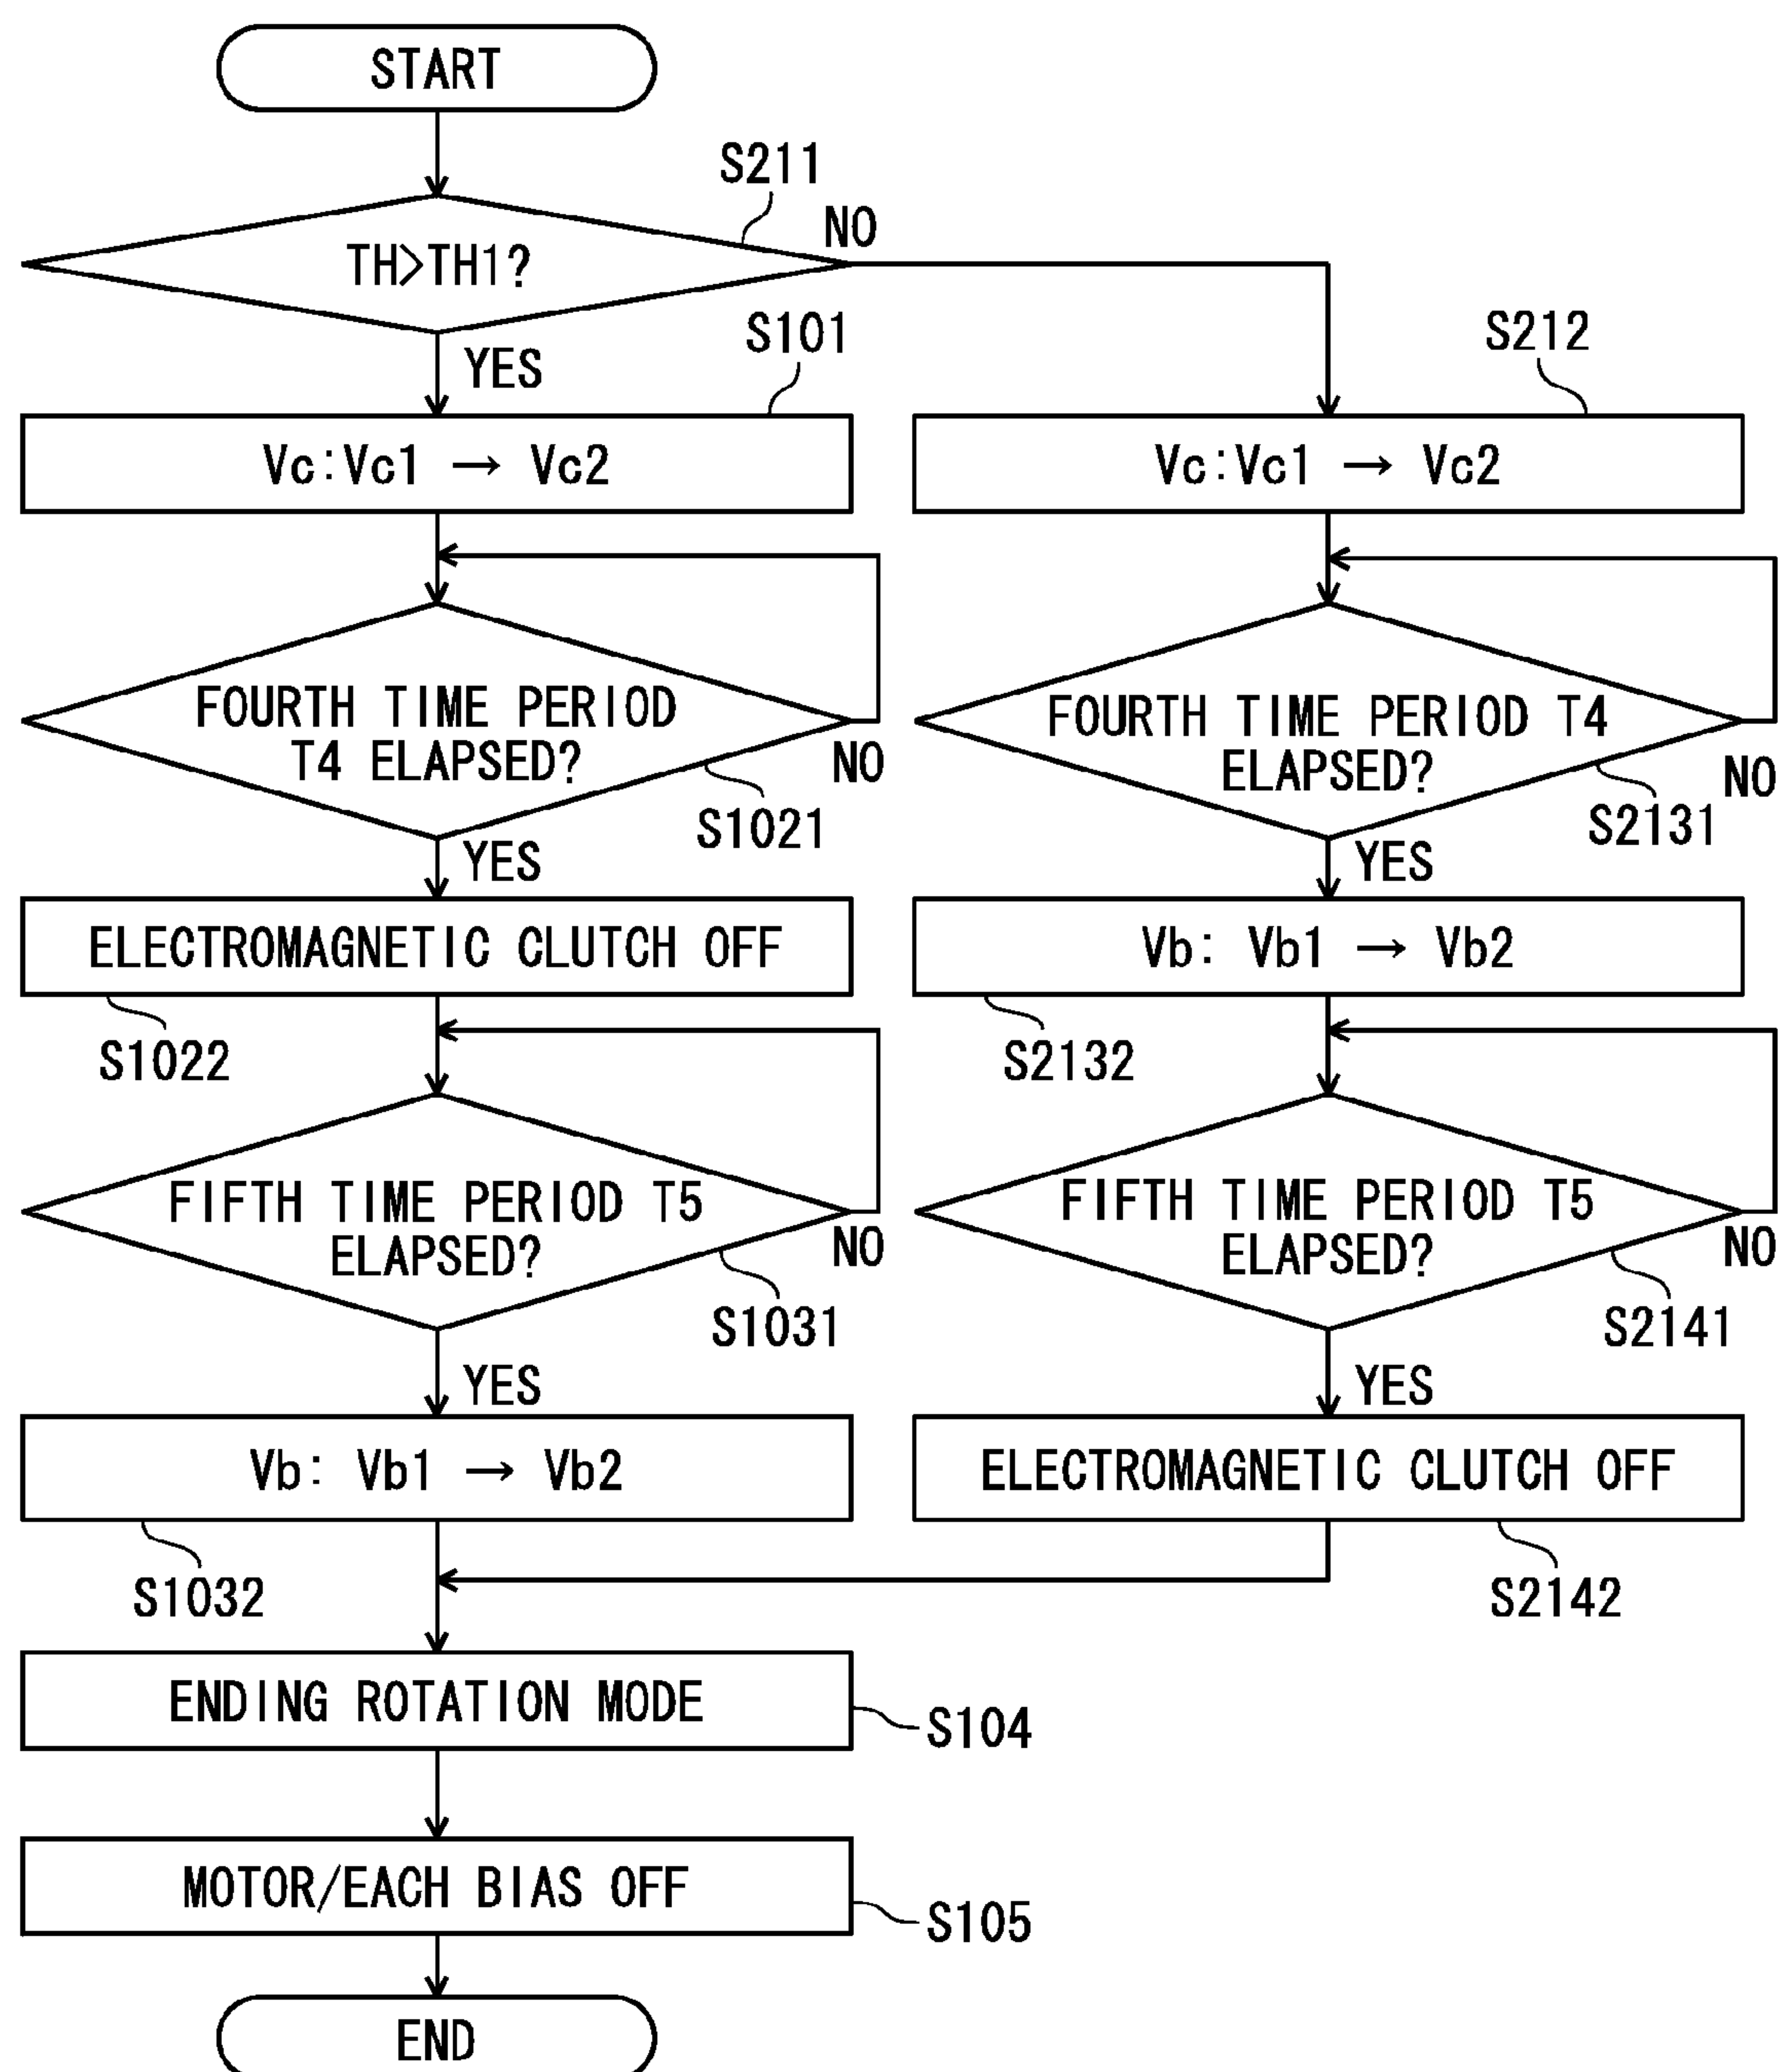 START
S211
NO
TH>TH1?
YES
S101
S212
Vc:Vc1 → Vc2
Vc:Vc1 → Vc2
FOURTH TIME PERIOD
T4 ELAPSED?
NO
S1021
YES
FOURTH TIME PERIOD T4
ELAPSED?
NO
S2131
YES
ELECTROMAGNETIC CLUTCH OFF
S1022
Vb: Vb1 → Vb2
S2132
FIFTH TIME PERIOD T5
ELAPSED?
NO
S1031
YES
FIFTH TIME PERIOD T5
ELAPSED?
NO
S2141
YES
Vb: Vb1 → Vb2
S1032
ELECTROMAGNETIC CLUTCH OFF
S2142
ENDING ROTATION MODE
S104
MOTOR/EACH BIAS OFF
S105
END